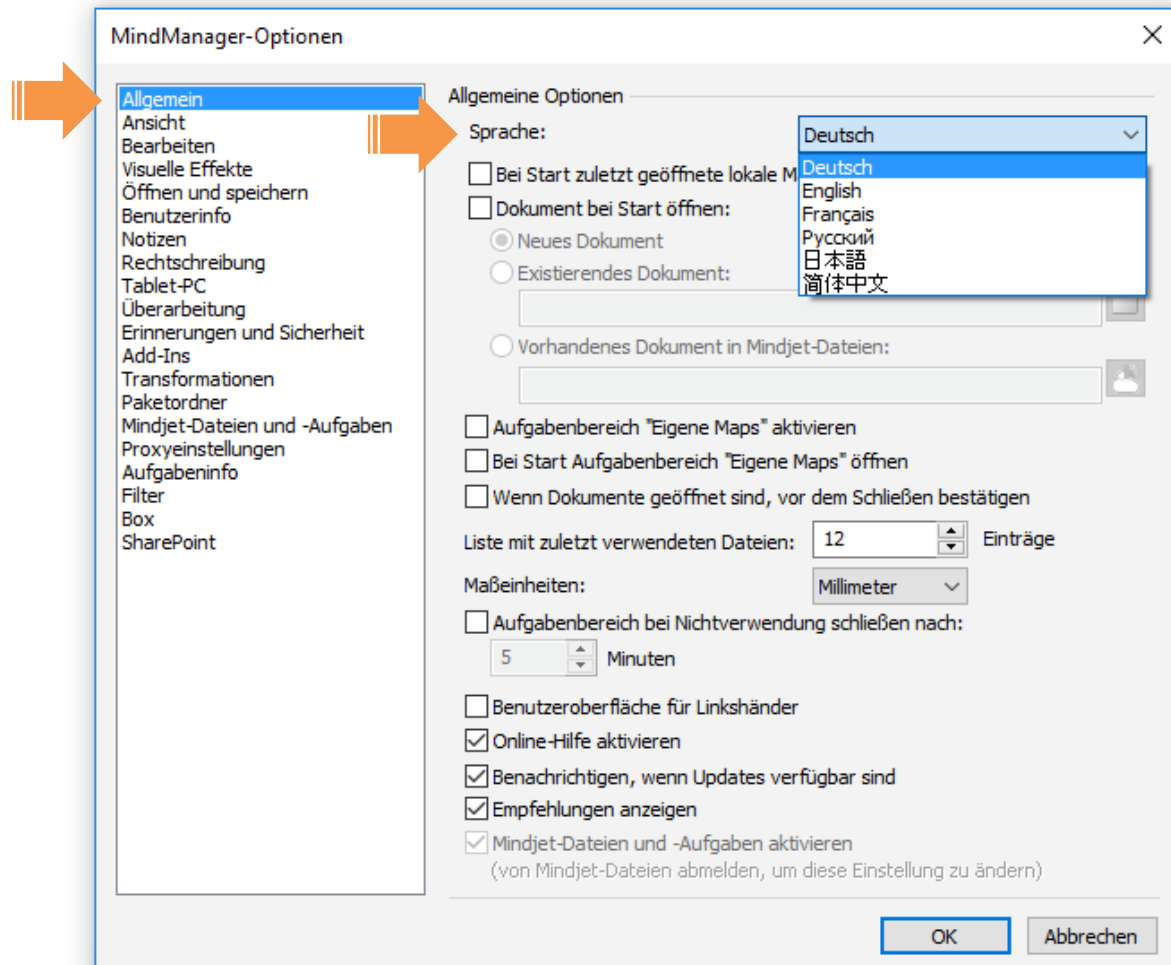 MindManager-Optionen
Allgemein
Ansicht
Bearbeiten
Visuelle Effekte
Öffnen und speichern
Benutzerinfo
Notizen
Rechtschreibung
Tablet-PC
Überarbeitung
Erinnerungen und Sicherheit
Add-Ins
Transformationen
Paketordner
Mindjet-Dateien und -Aufgaben
Proxyeinstellungen
Aufgabeninfo
Filter
Box
SharePoint
Allgemeine Optionen
Sprache:
Deutsch
Deutsch
English
Français
Русский
日本語
简体中文
Bei Start zuletzt geöffnete lokale M
Dokument bei Start öffnen:
Neues Dokument
Existierendes Dokument:
Vorhandenes Dokument in Mindjet-Dateien:
Aufgabenbereich "Eigene Maps" aktivieren
Bei Start Aufgabenbereich "Eigene Maps" öffnen
Wenn Dokumente geöffnet sind, vor dem Schließen bestätigen
Liste mit zuletzt verwendeten Dateien: 12 Einträge
Maßeinheiten: Millimeter
Aufgabenbereich bei Nichtverwendung schließen nach:
5 Minuten
Benutzeroberfläche für Linkshänder
Online-Hilfe aktivieren
Benachrichtigen, wenn Updates verfügbar sind
Empfehlungen anzeigen
Mindjet-Dateien und -Aufgaben aktivieren
(von Mindjet-Dateien abmelden, um diese Einstellung zu ändern)
OK Abbrechen